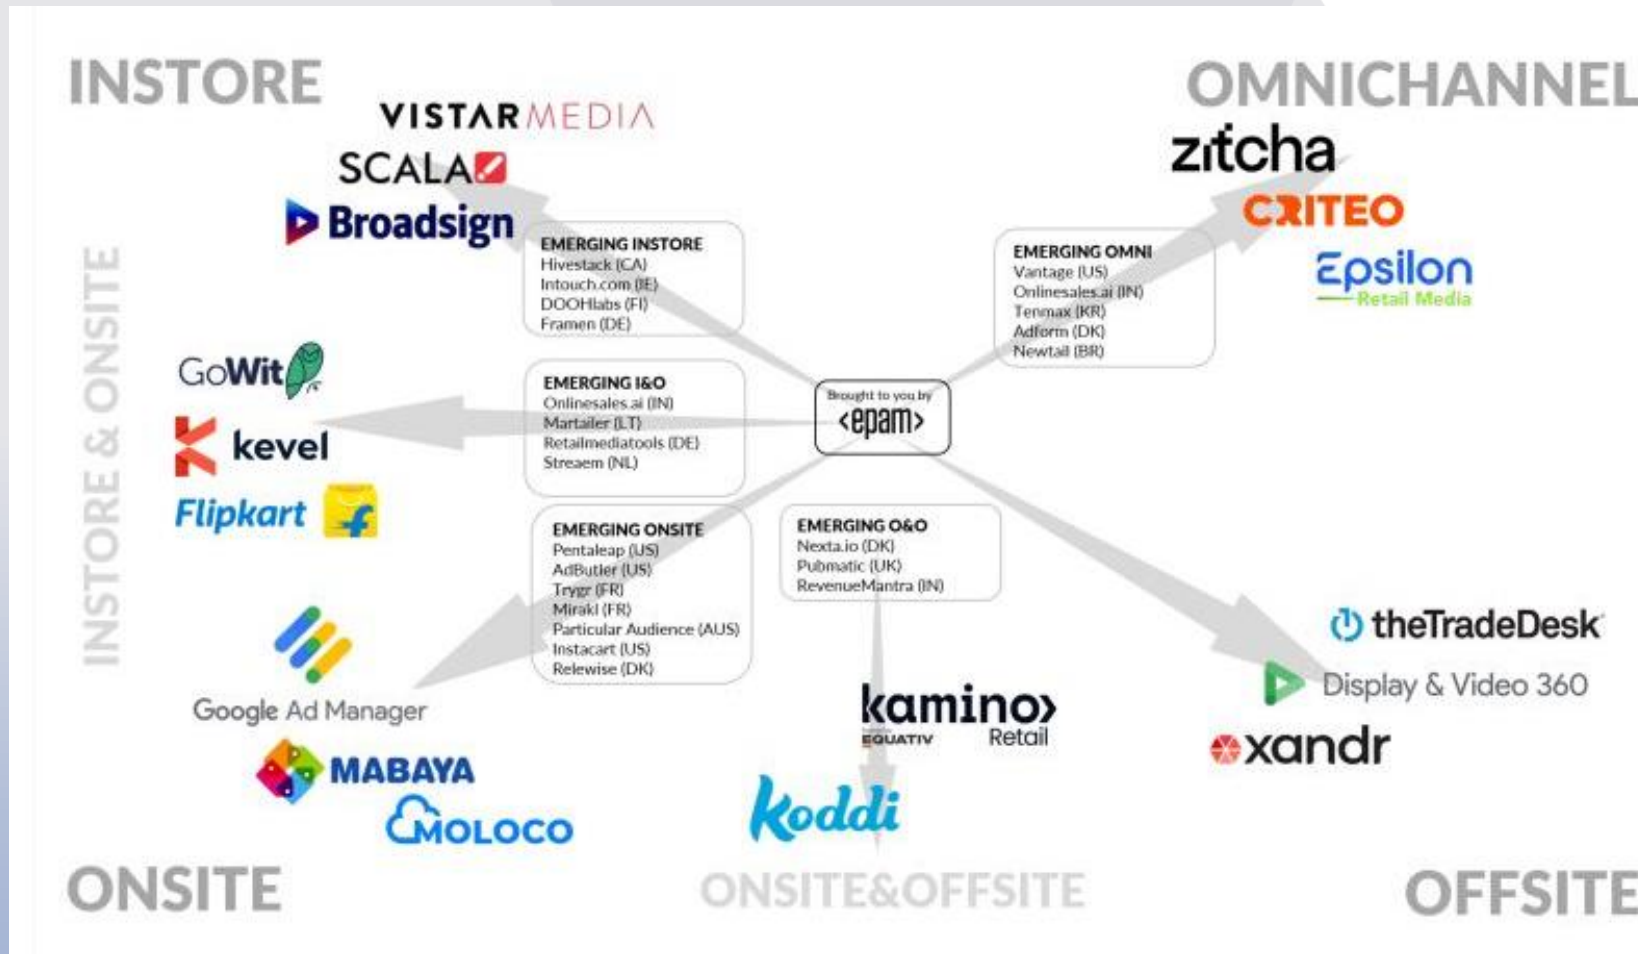 INSTORE
OMNICHANNEL
VISTAR MEDIA
SCALA
Broadsign
zitcha
CRITEO
Epsilon
Retail Media
EMERGING INSTORE
Hivestack (CA)
Intouch.com (IE)
DOOHlabs (FI)
Framen (DE)
EMERGING OMNI
Vantage (US)
Onlinesales.ai (IN)
Tenmax (KR)
Adform (DK)
Newtail (BR)
INSTORE & ONSITE
GoWit
kevel
Flipkart
EMERGING I&O
Onlinesales.ai (IN)
Martailer (LT)
Retailmediatools (DE)
Streaem (NL)
Brought to you by
<epam>
EMERGING ONSITE
Pentaleap (US)
AdButler (US)
Trygr (FR)
Mirakl (FR)
Particular Audience (AUS)
Instacart (US)
Relewise (DK)
EMERGING O&O
Nexta.io (DK)
Pubmatic (UK)
RevenueMantra (IN)
Google Ad Manager
MABAYA
MOLOCO
kamino
EQUATIV
Retail
Koddi
theTradeDesk
Display & Video 360
xandr
ONSITE
ONSITE&OFFSITE
OFFSITE